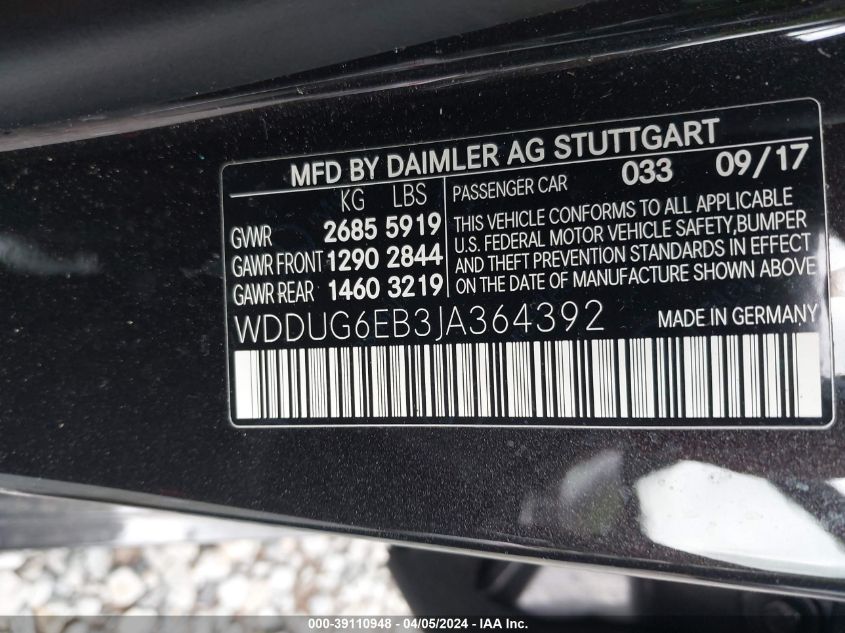 MFD BY DAIMLER AG STUTTGART
KG LBS
GVWR 2685 5919
GAWR FRONT 1290 2844
GAWR REAR 1460 3219
PASSENGER CAR 033 09/17
THIS VEHICLE CONFORMS TO ALL APPLICABLE
U.S. FEDERAL MOTOR VEHICLE SAFETY, BUMPER
AND THEFT PREVENTION STANDARDS IN EFFECT
ON THE DATE OF MANUFACTURE SHOWN ABOVE
WDDUG6EB3JA364392 MADE IN GERMANY
000-39110948 - 04/05/2024 - IAA Inc.